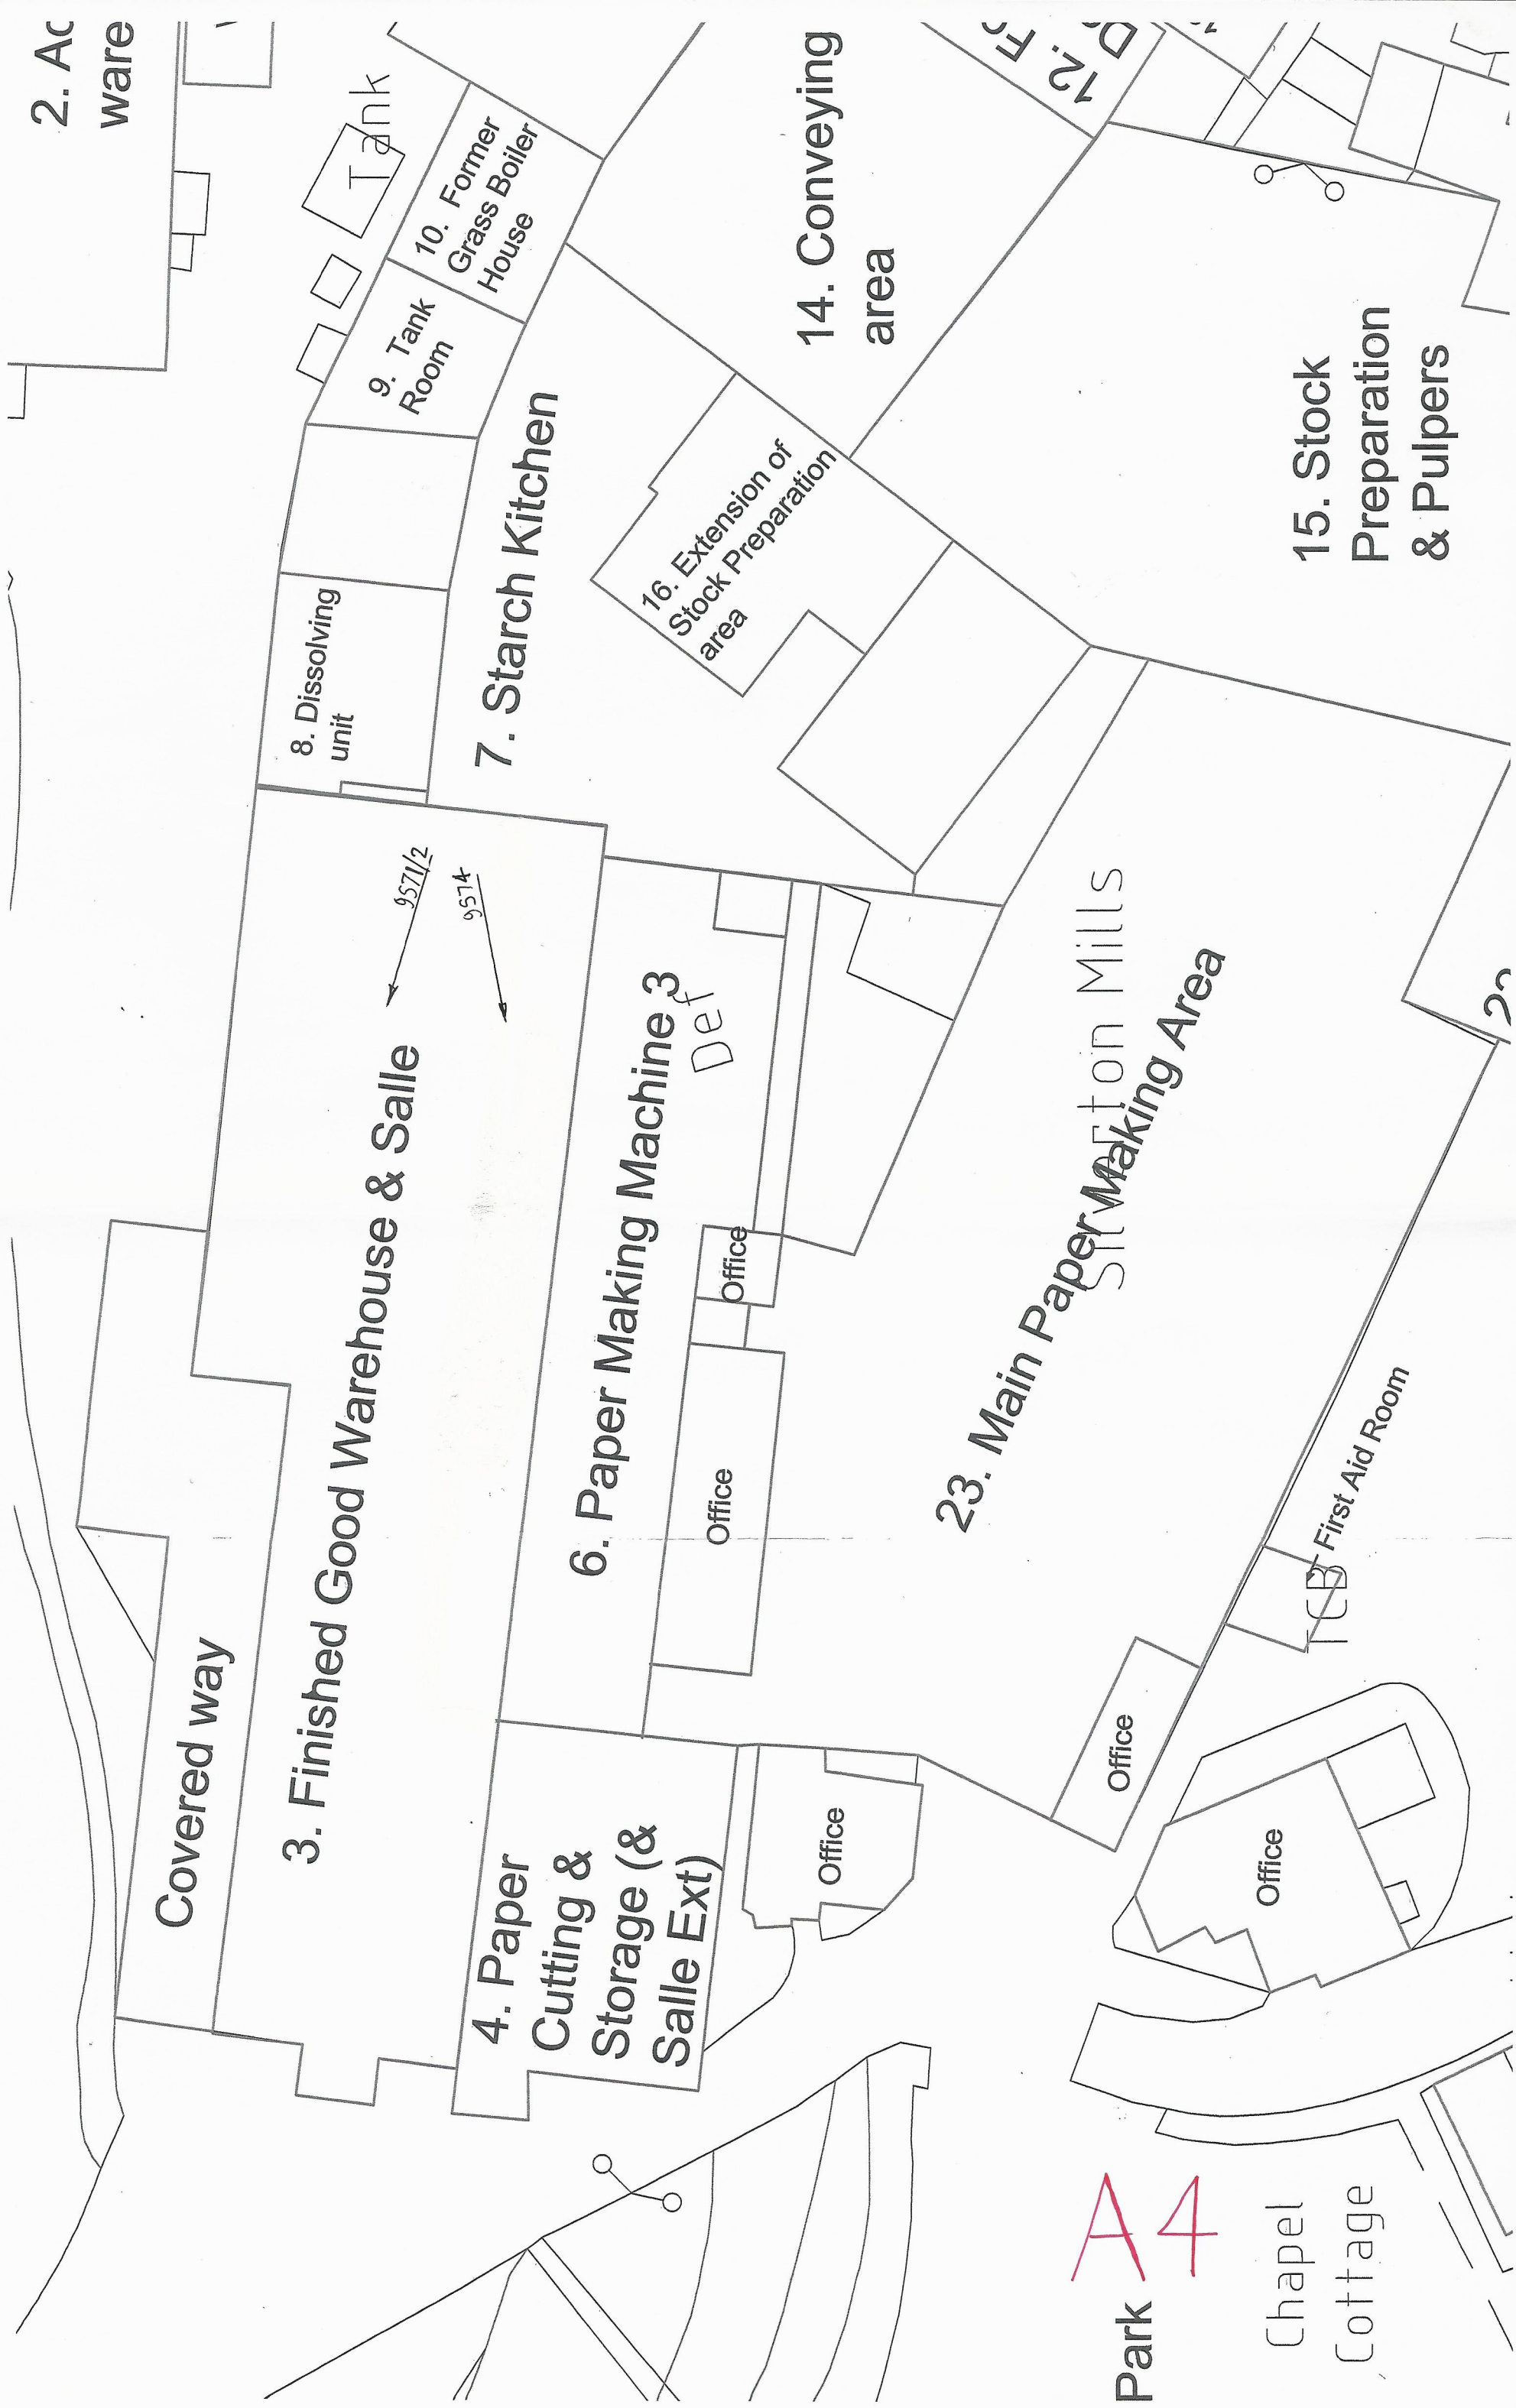 2. Ac
ware
Tank
10. Former
Grass Boiler
House
9. Tank
Room
8. Dissolving
unit
7. Starch Kitchen
14. Conveying
area
12. Fo
15. Stock
Preparation
& Pulpers
16. Extension of
Stock Preparation
area
9571/2
9574
Covered way
3. Finished Good Warehouse & Salle
6. Paper Making Machine 3
Def
Office
Office
4. Paper
Cutting &
Storage (&
Salle Ext)
Office
23. Main Paper Making Area
Silverton Mills
First Aid Room
TCB
Office
Office
A4
Park
Chapel
Cottage